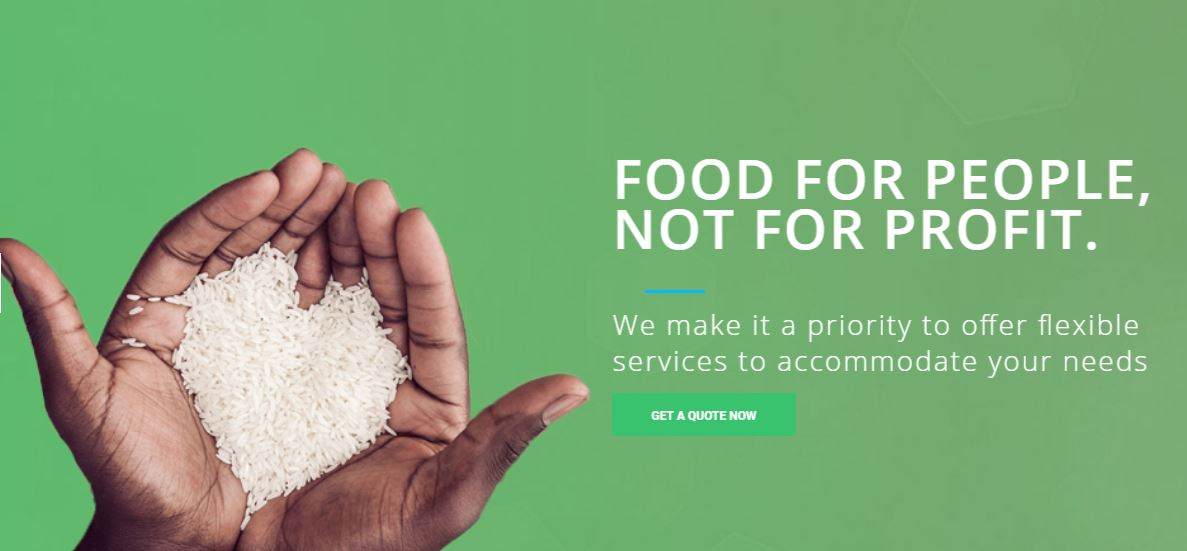 FOOD FOR PEOPLE,
NOT FOR PROFIT.
We make it a priority to offer flexible
services to accommodate your needs
GET A QUOTE NOW